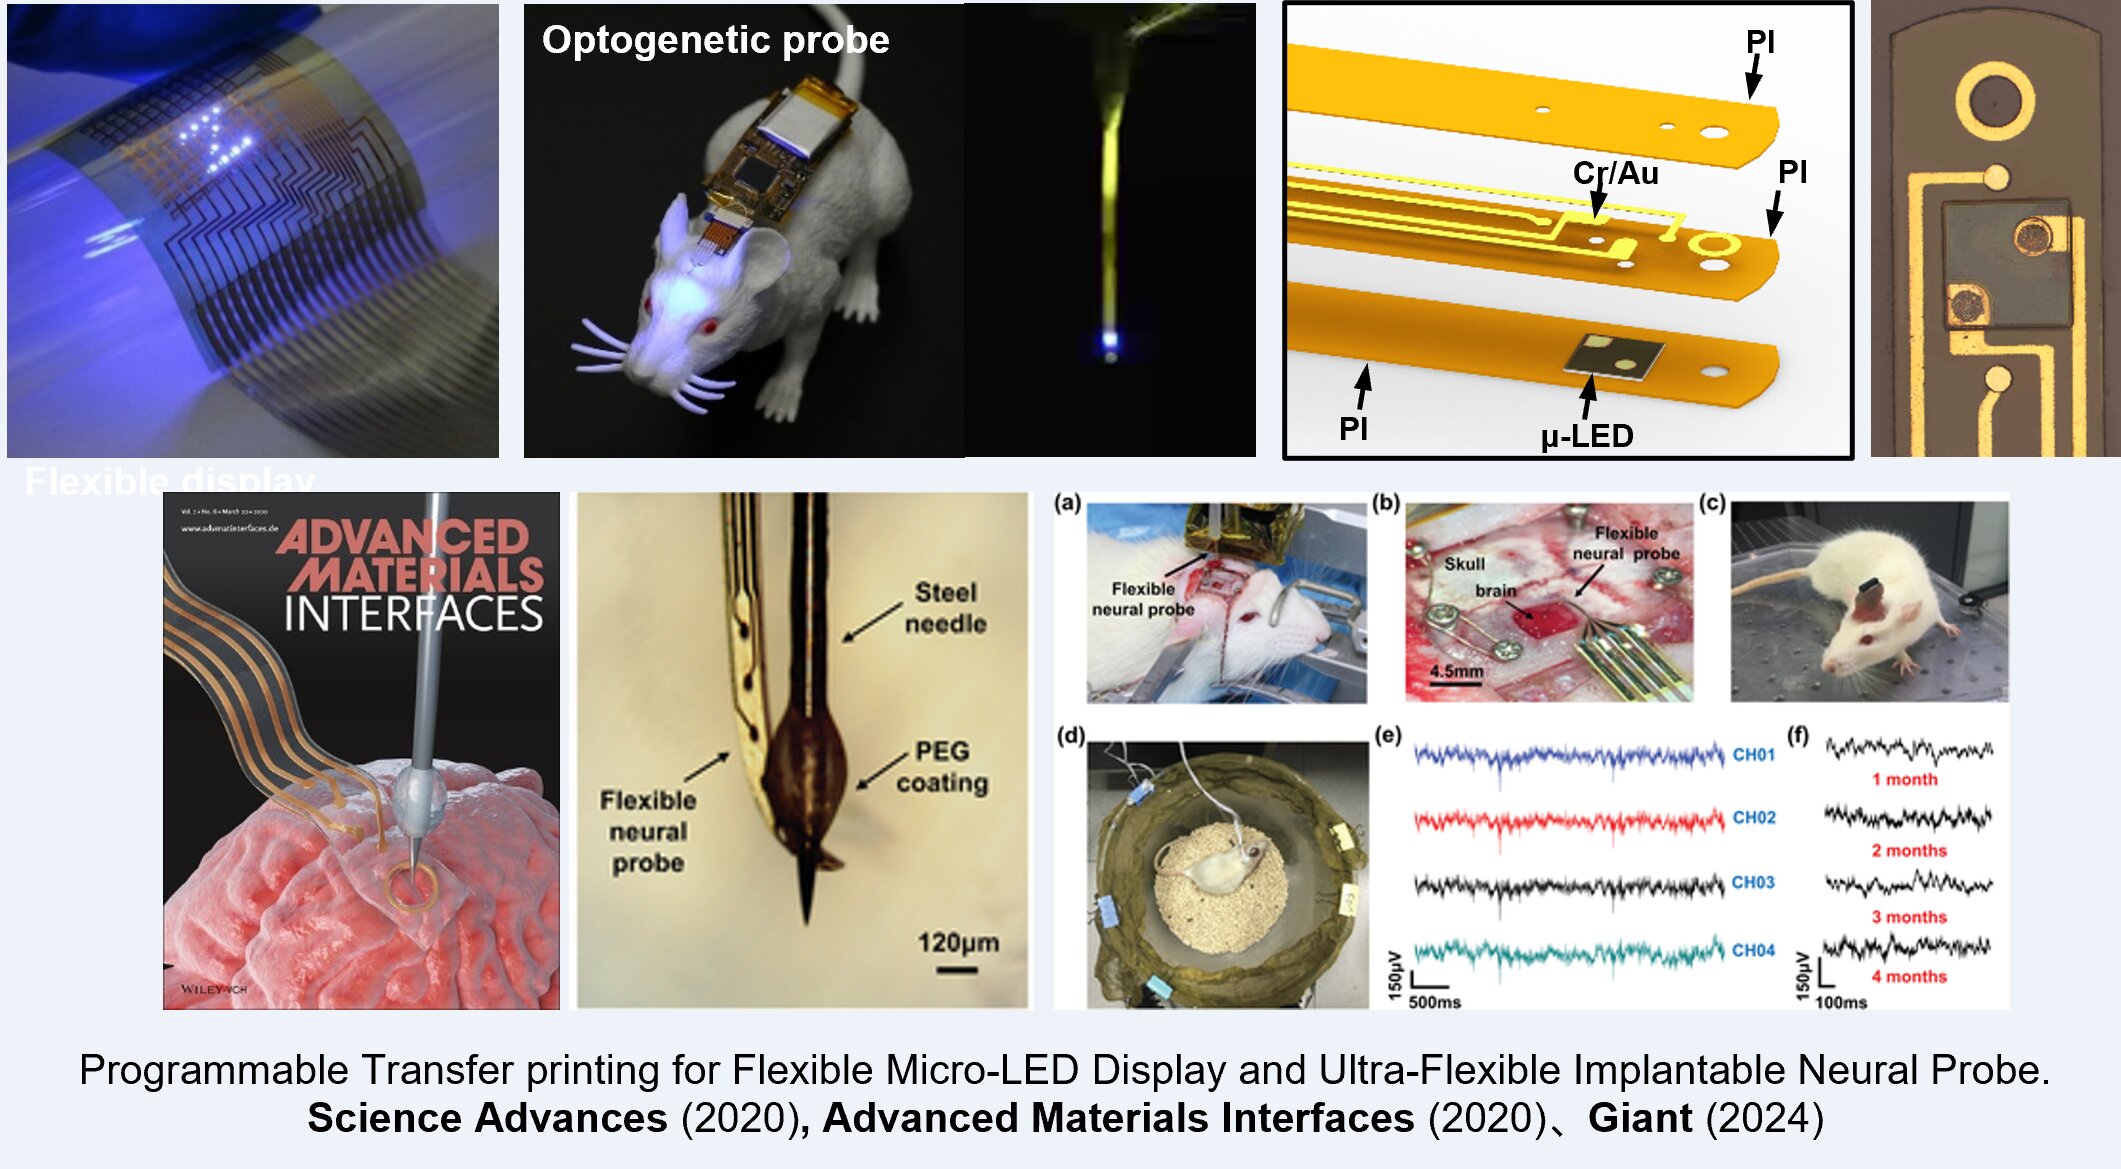 Optogenetic probe
PI
Cr/Au
PI
PI
μ-LED
Flexible display
Vol. 7 • No. 6 • March 20 • 2020
www.advmatinterfaces.de
ADVANCED
MATERIALS
INTERFACES
WILEY-VCH
Steel
needle
PEG
coating
Flexible
neural
probe
120μm
(a)
Flexible
neural probe
(b)
Flexible
neural probe
Skull
brain
4.5mm
(c)
(d)
(e)
CH01
CH02
CH03
CH04
150μV
500ms
(f)
1 month
2 months
3 months
4 months
150μV
100ms
Programmable Transfer printing for Flexible Micro-LED Display and Ultra-Flexible Implantable Neural Probe.
Science Advances (2020), Advanced Materials Interfaces (2020)、Giant (2024)